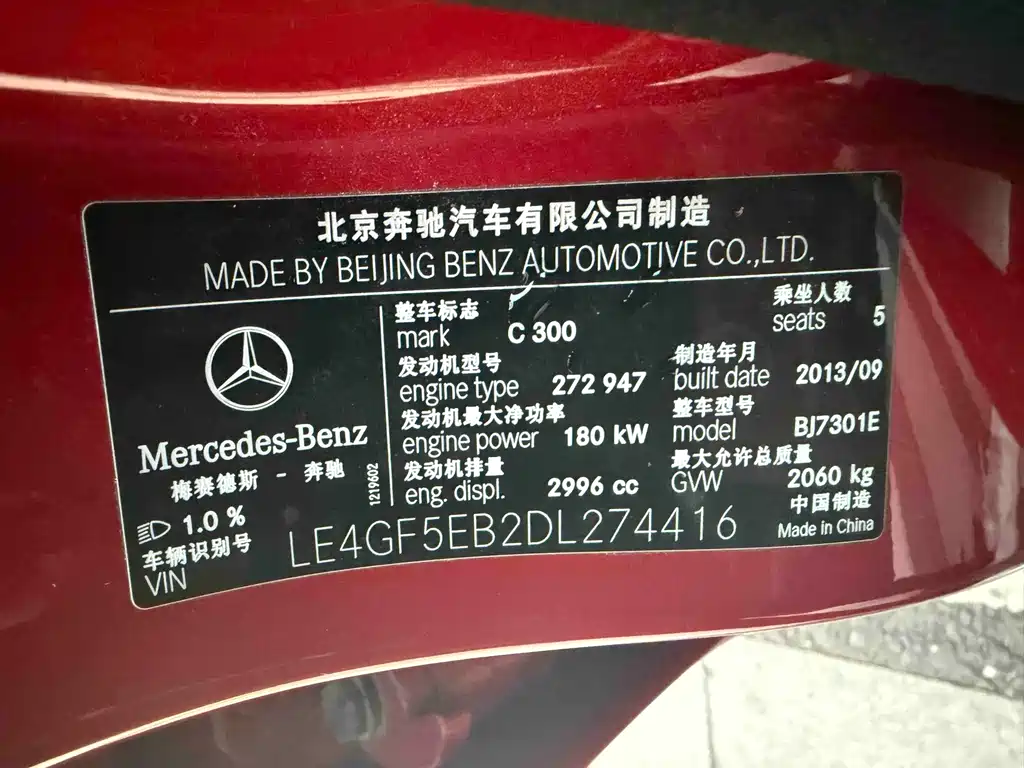 北京奔驰汽车有限公司制造
MADE BY BEIJING BENZ AUTOMOTIVE CO.,LTD.
Mercedes-Benz
梅赛德斯 - 奔驰
1.0 %
1219602
整车标志
mark C 300
乘坐人数
seats 5
发动机型号
engine type 272 947
制造年月
built date 2013/09
发动机最大净功率
engine power 180 kW
整车型号
model BJ7301E
发动机排量
eng. displ. 2996 cc
最大允许总质量
GVW 2060 kg
中国制造
Made in China
车辆识别号
VIN LE4GF5EB2DL274416